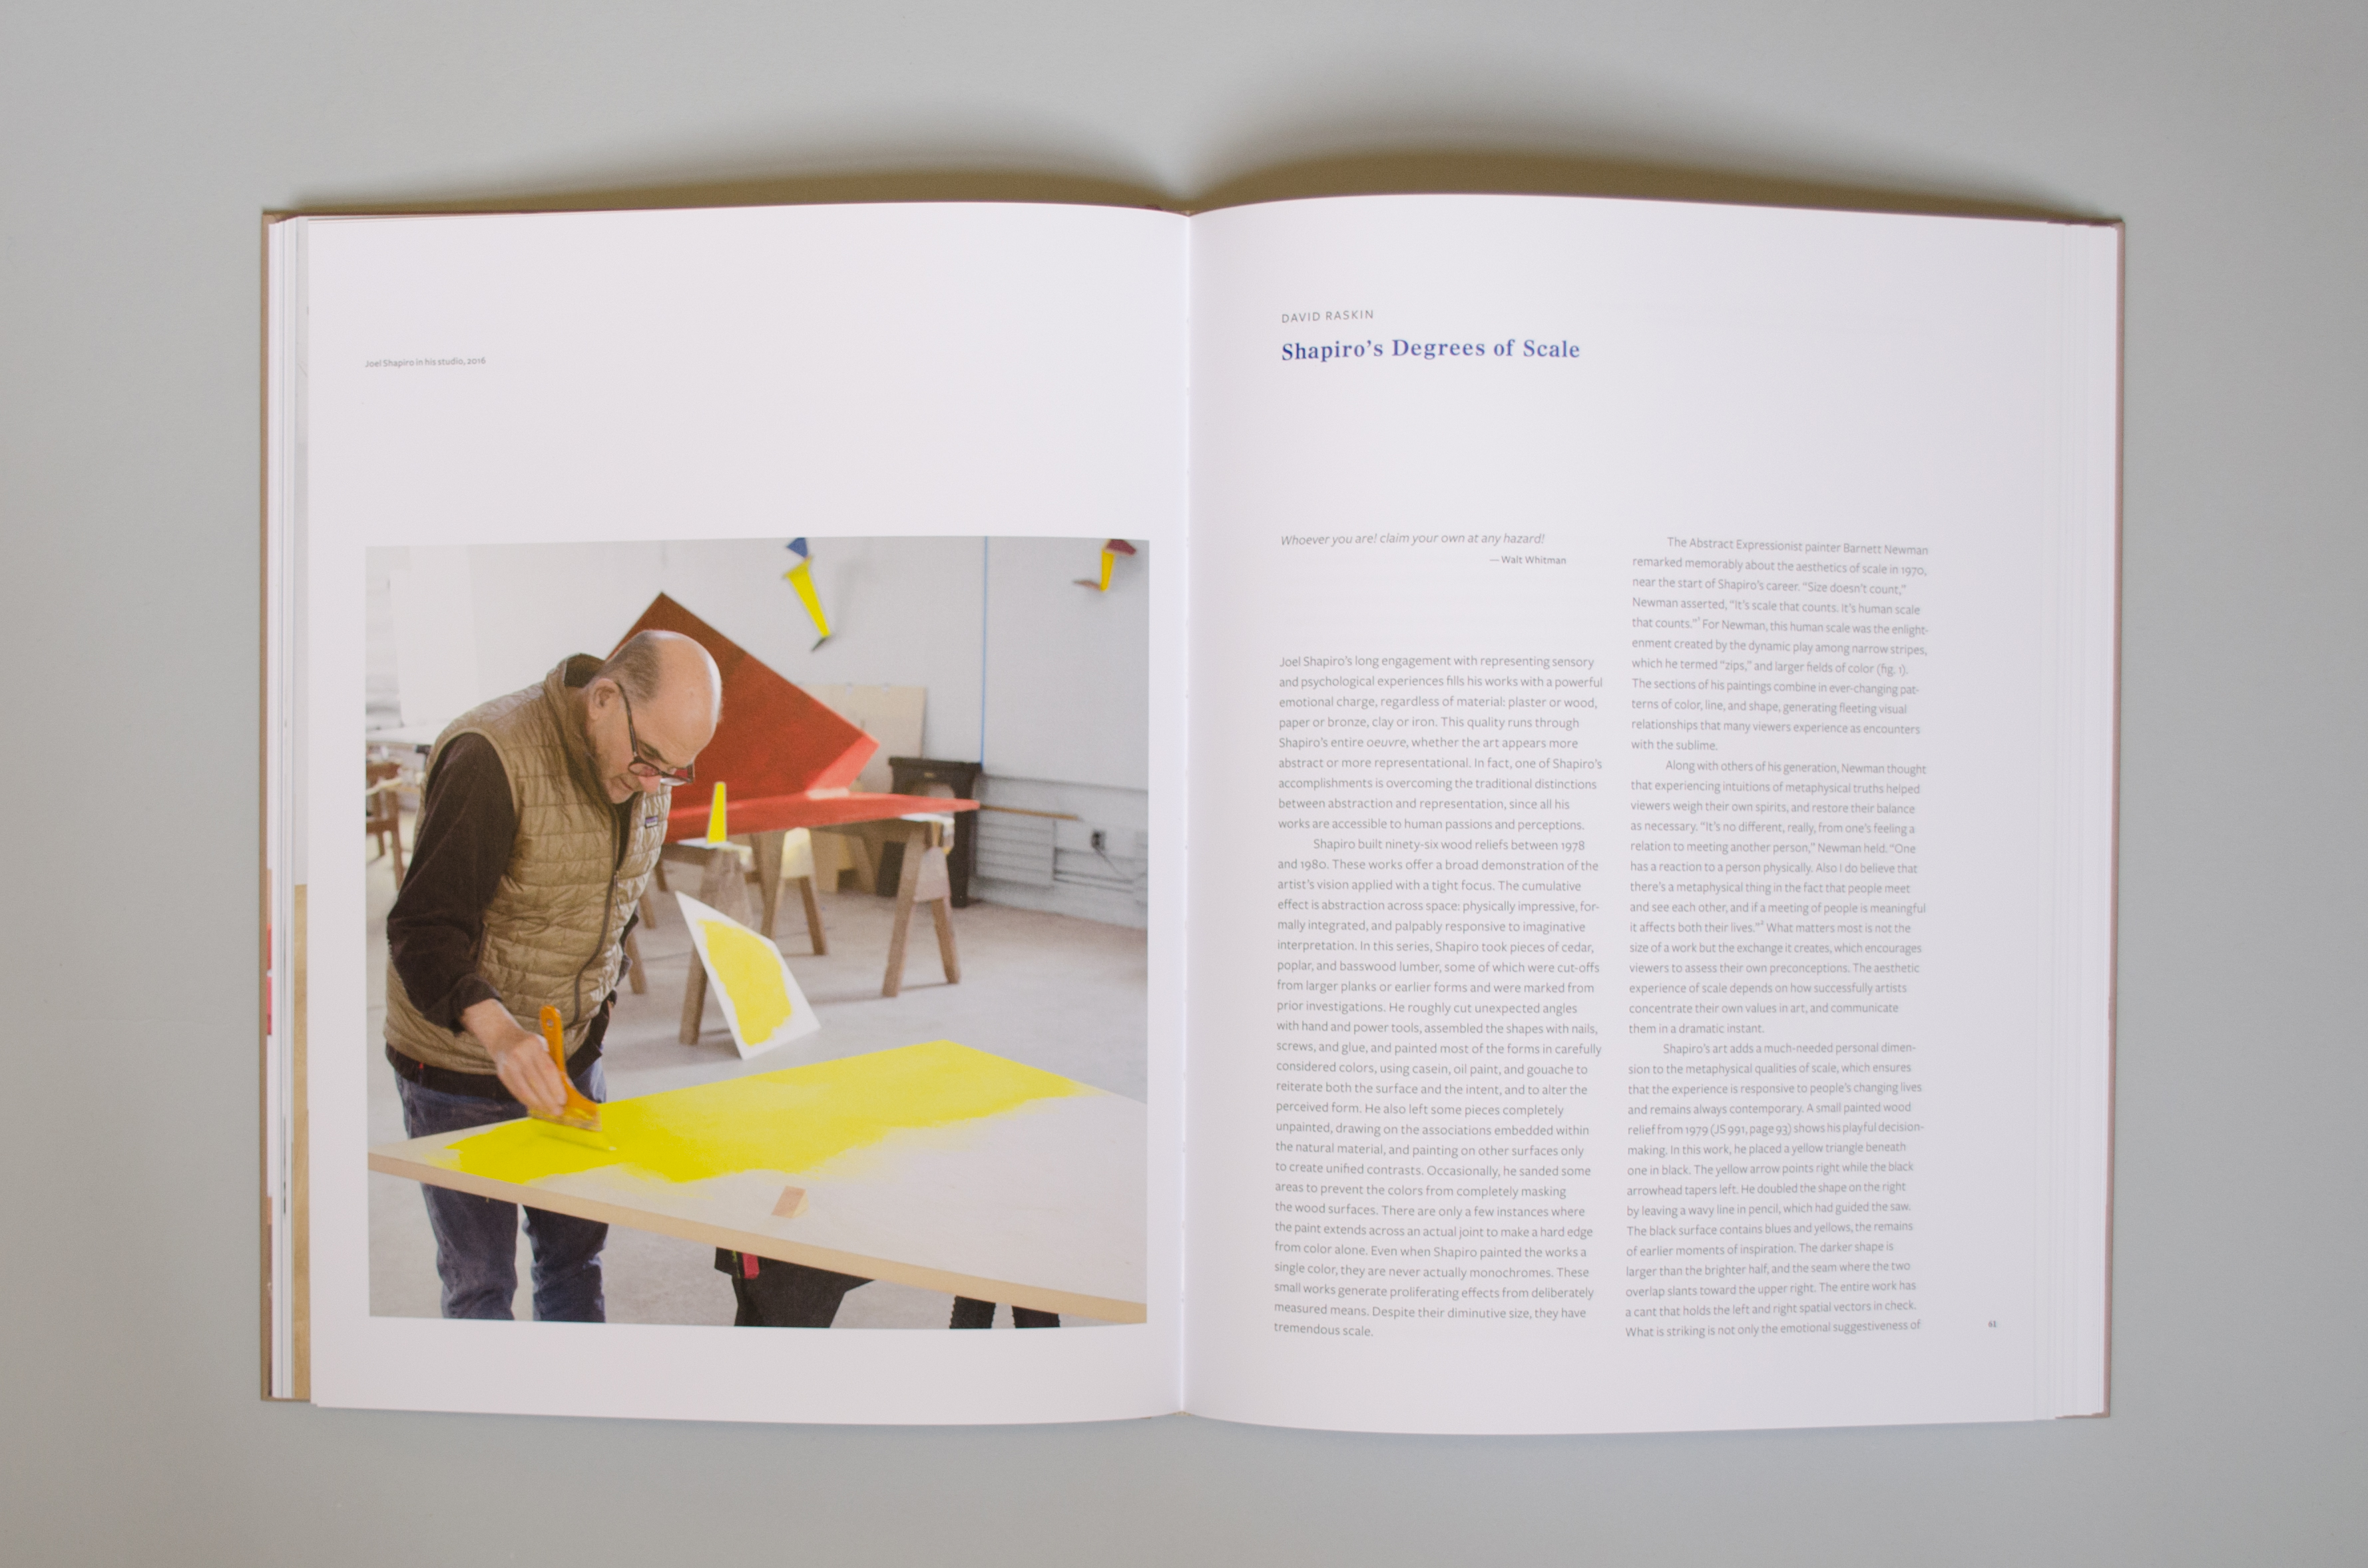 Joel Shapiro in his studio, 2016
DAVID RASKIN
Shapiro's Degrees of Scale
Whoever you are! claim your own at any hazard!
— Walt Whitman
Joel Shapiro's long engagement with representing sensory
and psychological experiences fills his works with a powerful
emotional charge, regardless of material: plaster or wood,
paper or bronze, clay or iron. This quality runs through
Shapiro's entire oeuvre, whether the art appears more
abstract or more representational. In fact, one of Shapiro's
accomplishments is overcoming the traditional distinctions
between abstraction and representation, since all his
works are accessible to human passions and perceptions.
Shapiro built ninety-six wood reliefs between 1978
and 1980. These works offer a broad demonstration of the
artist's vision applied with a tight focus. The cumulative
effect is abstraction across space: physically impressive, for-
mally integrated, and palpably responsive to imaginative
interpretation. In this series, Shapiro took pieces of cedar,
poplar, and basswood lumber, some of which were cut-offs
from larger planks or earlier forms and were marked from
prior investigations. He roughly cut unexpected angles
with hand and power tools, assembled the shapes with nails,
screws, and glue, and painted most of the forms in carefully
considered colors, using casein, oil paint, and gouache to
reiterate both the surface and the intent, and to alter the
perceived form. He also left some pieces completely
unpainted, drawing on the associations embedded within
the natural material, and painting on other surfaces only
to create unified contrasts. Occasionally, he sanded some
areas to prevent the colors from completely masking
the wood surfaces. There are only a few instances where
the paint extends across an actual joint to make a hard edge
from color alone. Even when Shapiro painted the works a
single color, they are never actually monochromes. These
small works generate proliferating effects from deliberately
measured means. Despite their diminutive size, they have
tremendous scale.
The Abstract Expressionist painter Barnett Newman
remarked memorably about the aesthetics of scale in 1970,
near the start of Shapiro's career. "Size doesn't count,"
Newman asserted, "It's scale that counts. It's human scale
that counts."¹ For Newman, this human scale was the enlight-
enment created by the dynamic play among narrow stripes,
which he termed "zips," and larger fields of color (fig. 1).
The sections of his paintings combine in ever-changing pat-
terns of color, line, and shape, generating fleeting visual
relationships that many viewers experience as encounters
with the sublime.
Along with others of his generation, Newman thought
that experiencing intuitions of metaphysical truths helped
viewers weigh their own spirits, and restore their balance
as necessary. "It's no different, really, from one's feeling a
relation to meeting another person," Newman held. "One
has a reaction to a person physically. Also I do believe that
there's a metaphysical thing in the fact that people meet
and see each other, and if a meeting of people is meaningful
it affects both their lives."² What matters most is not the
size of a work but the exchange it creates, which encourages
viewers to assess their own preconceptions. The aesthetic
experience of scale depends on how successfully artists
concentrate their own values in art, and communicate
them in a dramatic instant.
Shapiro's art adds a much-needed personal dimen-
sion to the metaphysical qualities of scale, which ensures
that the experience is responsive to people's changing lives
and remains always contemporary. A small painted wood
relief from 1979 (JS 991, page 93) shows his playful decision-
making. In this work, he placed a yellow triangle beneath
one in black. The yellow arrow points right while the black
arrowhead tapers left. He doubled the shape on the right
by leaving a wavy line in pencil, which had guided the saw.
The black surface contains blues and yellows, the remains
of earlier moments of inspiration. The darker shape is
larger than the brighter half, and the seam where the two
overlap slants toward the upper right. The entire work has
a cant that holds the left and right spatial vectors in check.
What is striking is not only the emotional suggestiveness of